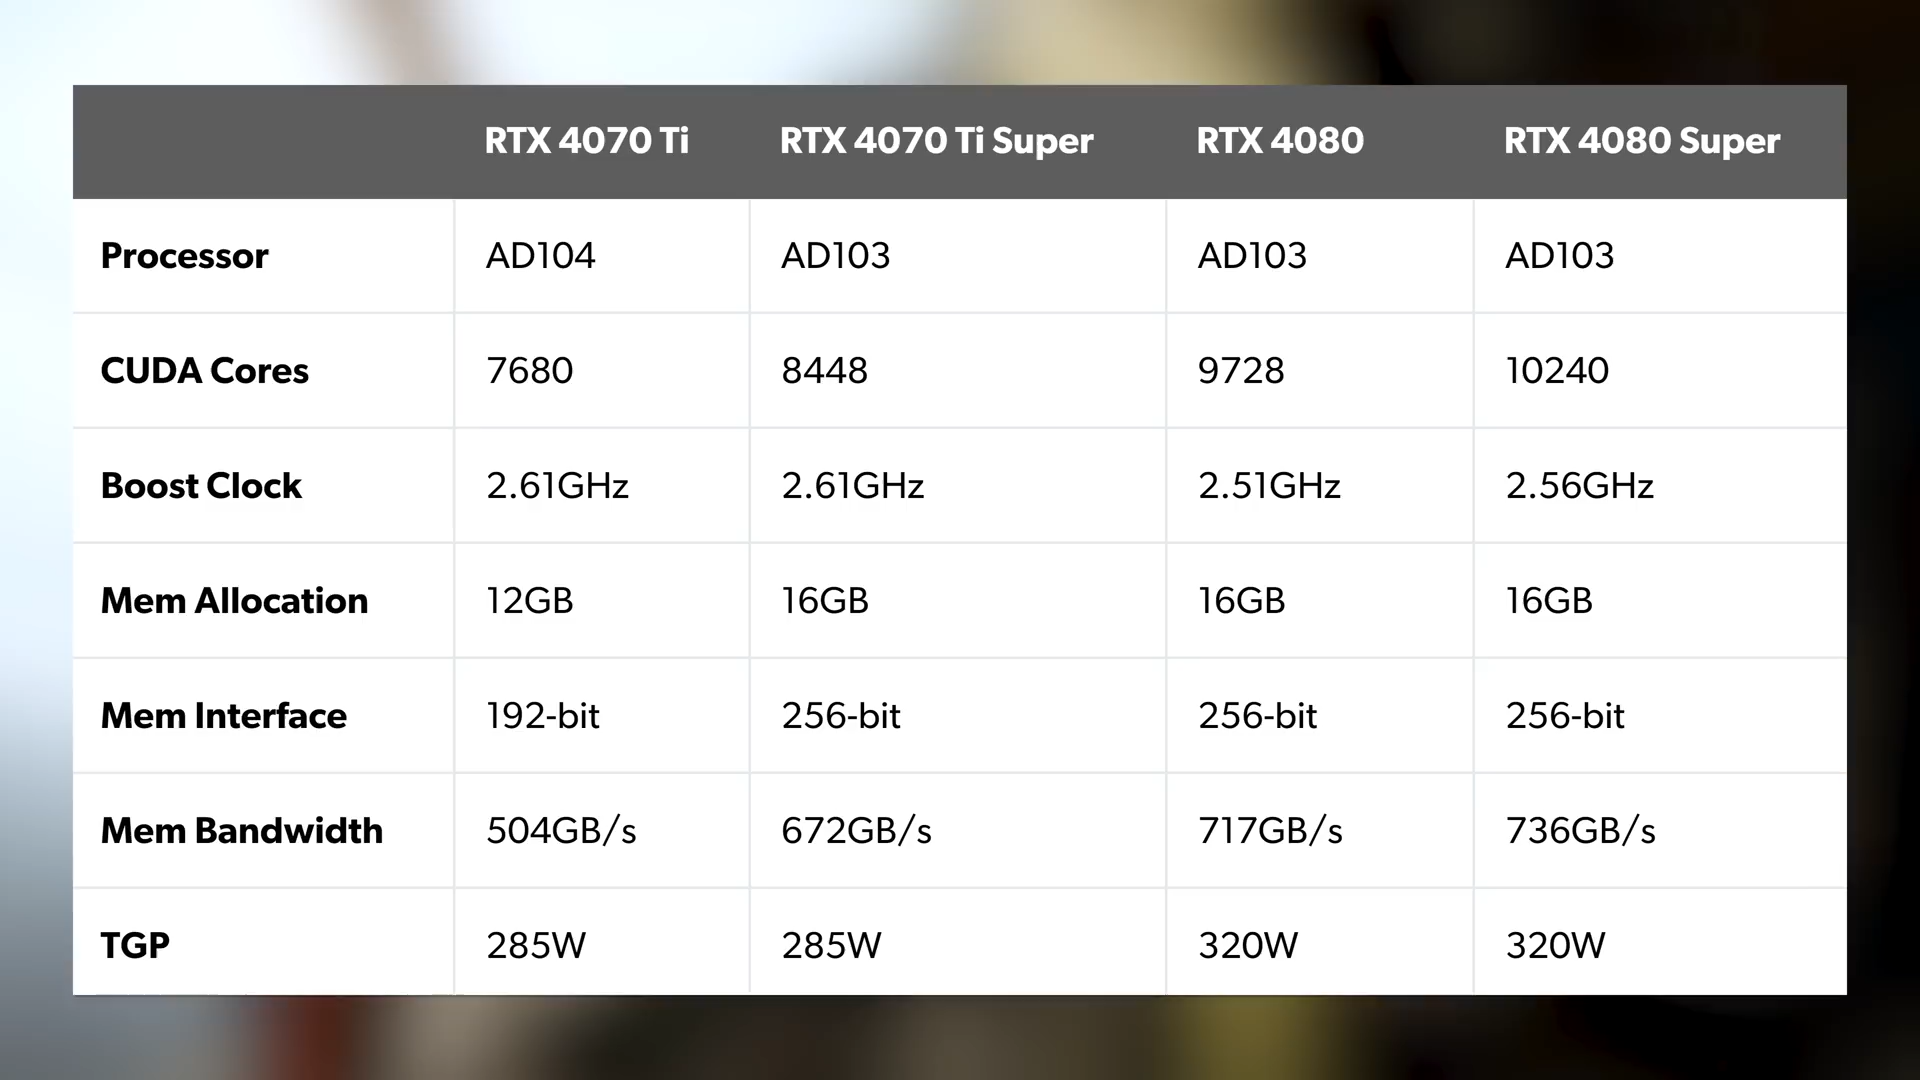 RTX 4070 Ti RTX 4070 Ti Super RTX 4080 RTX 4080 Super
Processor AD104 AD103 AD103 AD103
CUDA Cores 7680 8448 9728 10240
Boost Clock 2.61GHz 2.61GHz 2.51GHz 2.56GHz
Mem Allocation 12GB 16GB 16GB 16GB
Mem Interface 192-bit 256-bit 256-bit 256-bit
Mem Bandwidth 504GB/s 672GB/s 717GB/s 736GB/s
TGP 285W 285W 320W 320W